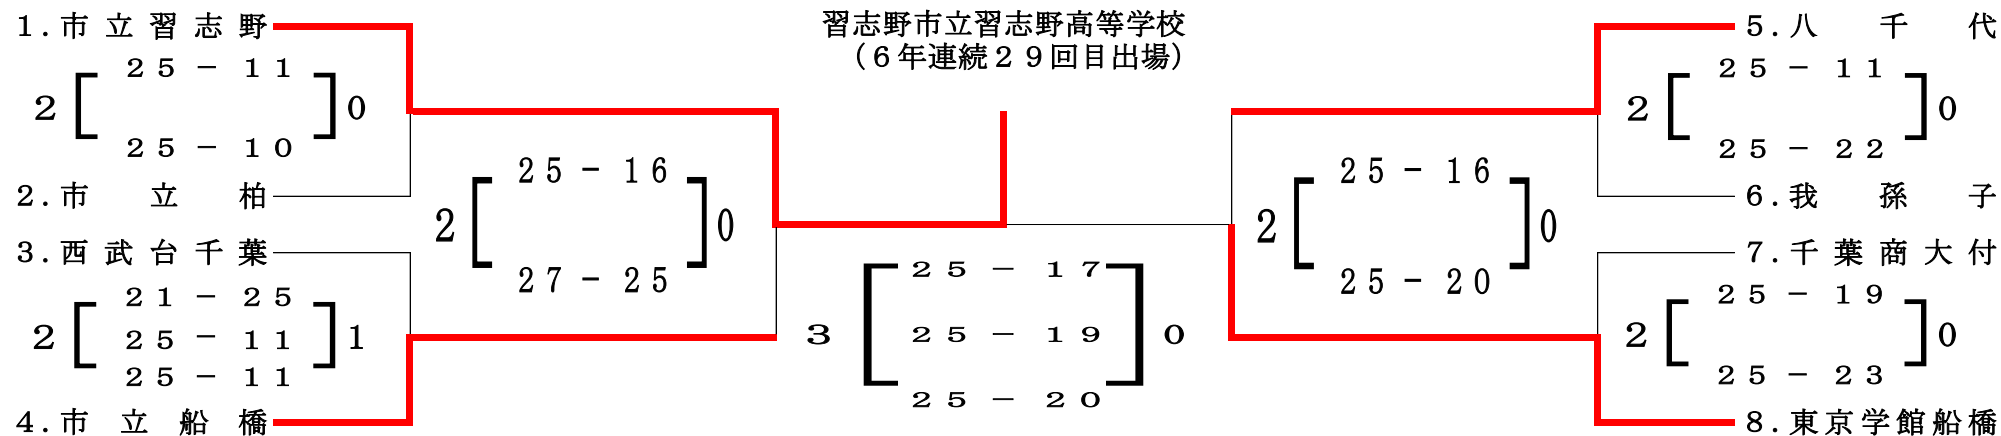 習志野市立習志野高等学校
（６年連続２９回目出場）
１．市立習志野
２５－１１
２ ０
２５－１０
２．市立柏
３．西武台千葉
２１－２５
２ ２５－１１ １
２５－１１
４．市立船橋
２５－１６
２ ０
２７－２５
２５－１７
３ ２５－１９ ０
２５－２０
２５－１６
２ ０
２５－２０
５．八千代
２５－１１
２ ０
２５－２２
６．我孫子
７．千葉商大付
２５－１９
２ ０
２５－２３
８．東京学館船橋